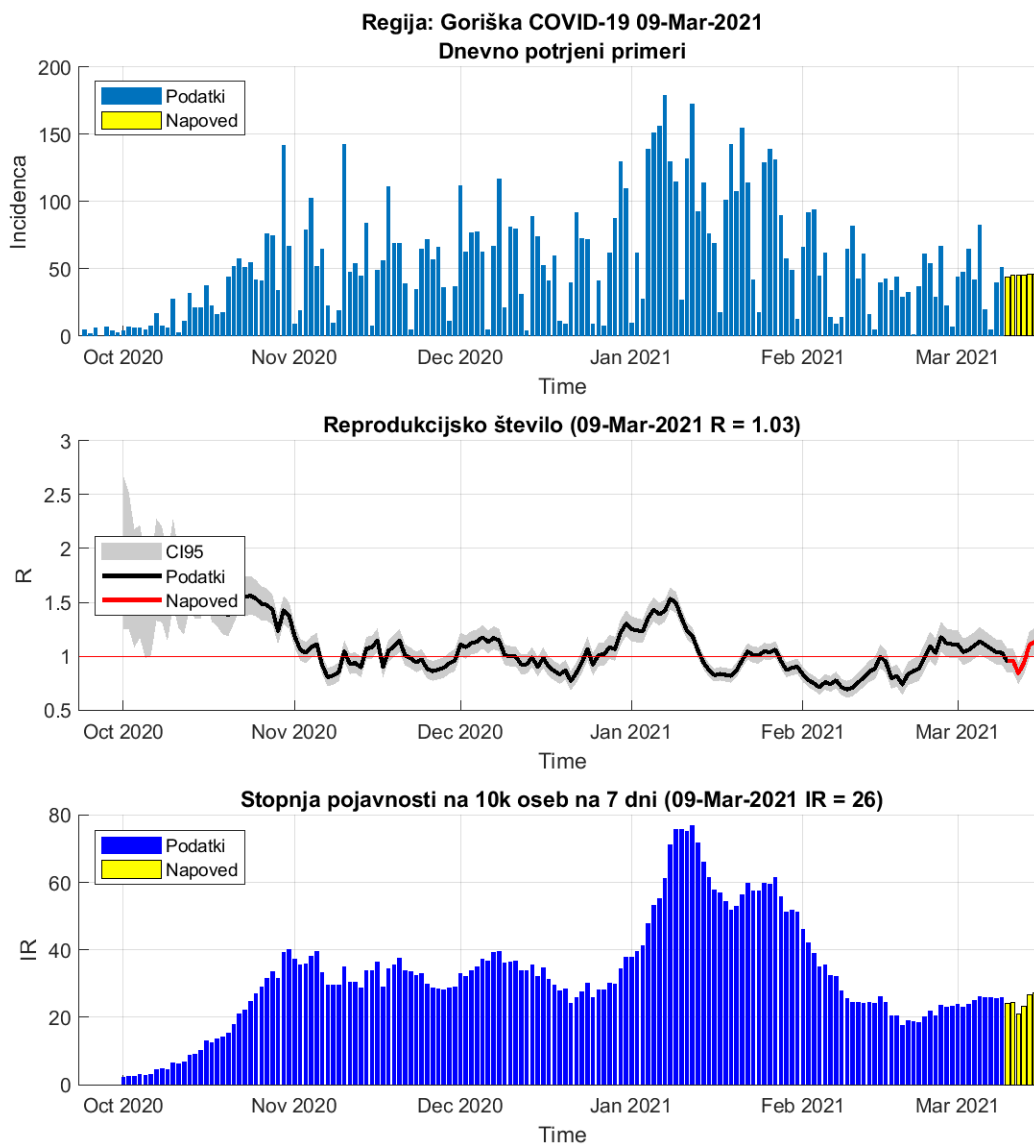 Regija: Goriška COVID-19 09-Mar-2021
Dnevno potrjeni primeri
200
150
100
50
0
Incidenca
Podatki
Napoved
Oct 2020 Nov 2020 Dec 2020 Jan 2021 Feb 2021 Mar 2021
Time
Reprodukcijsko število (09-Mar-2021 R = 1.03)
3
2.5
2
1.5
1
0.5
R
CI95
Podatki
Napoved
Oct 2020 Nov 2020 Dec 2020 Jan 2021 Feb 2021 Mar 2021
Time
Stopnja pojavnosti na 10k oseb na 7 dni (09-Mar-2021 IR = 26)
80
60
40
20
0
IR
Podatki
Napoved
Oct 2020 Nov 2020 Dec 2020 Jan 2021 Feb 2021 Mar 2021
Time